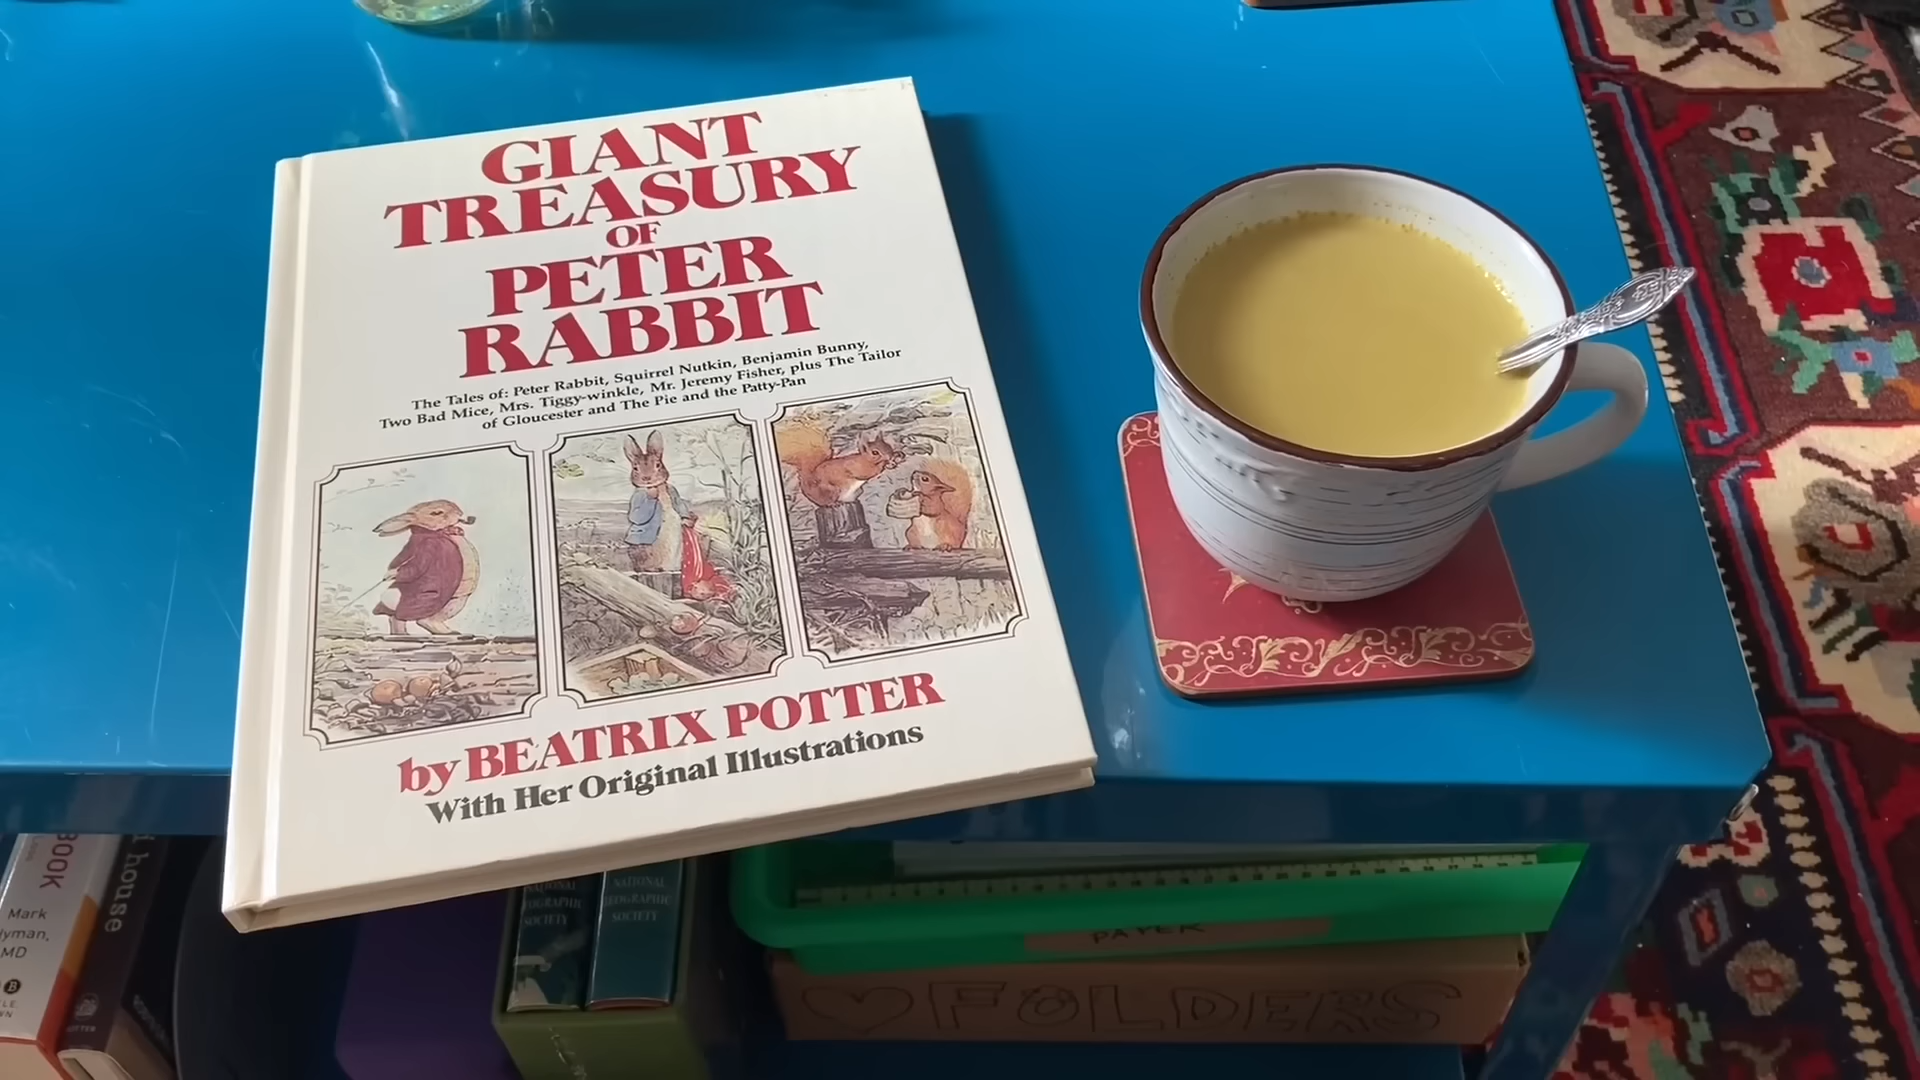 GIANT
TREASURY
OF
PETER
RABBIT
The Tales of: Peter Rabbit, Squirrel Nutkin, Benjamin Bunny,
Two Bad Mice, Mrs. Tiggy-winkle, Mr. Jeremy Fisher, plus The Tailor
of Gloucester and The Pie and the Patty-Pan
by BEATRIX POTTER
With Her Original Illustrations
BOOK
Mark
MD
house
NATIONAL
GEOGRAPHIC
SOCIETY
NATIONAL
GEOGRAPHIC
SOCIETY
FOLDERS